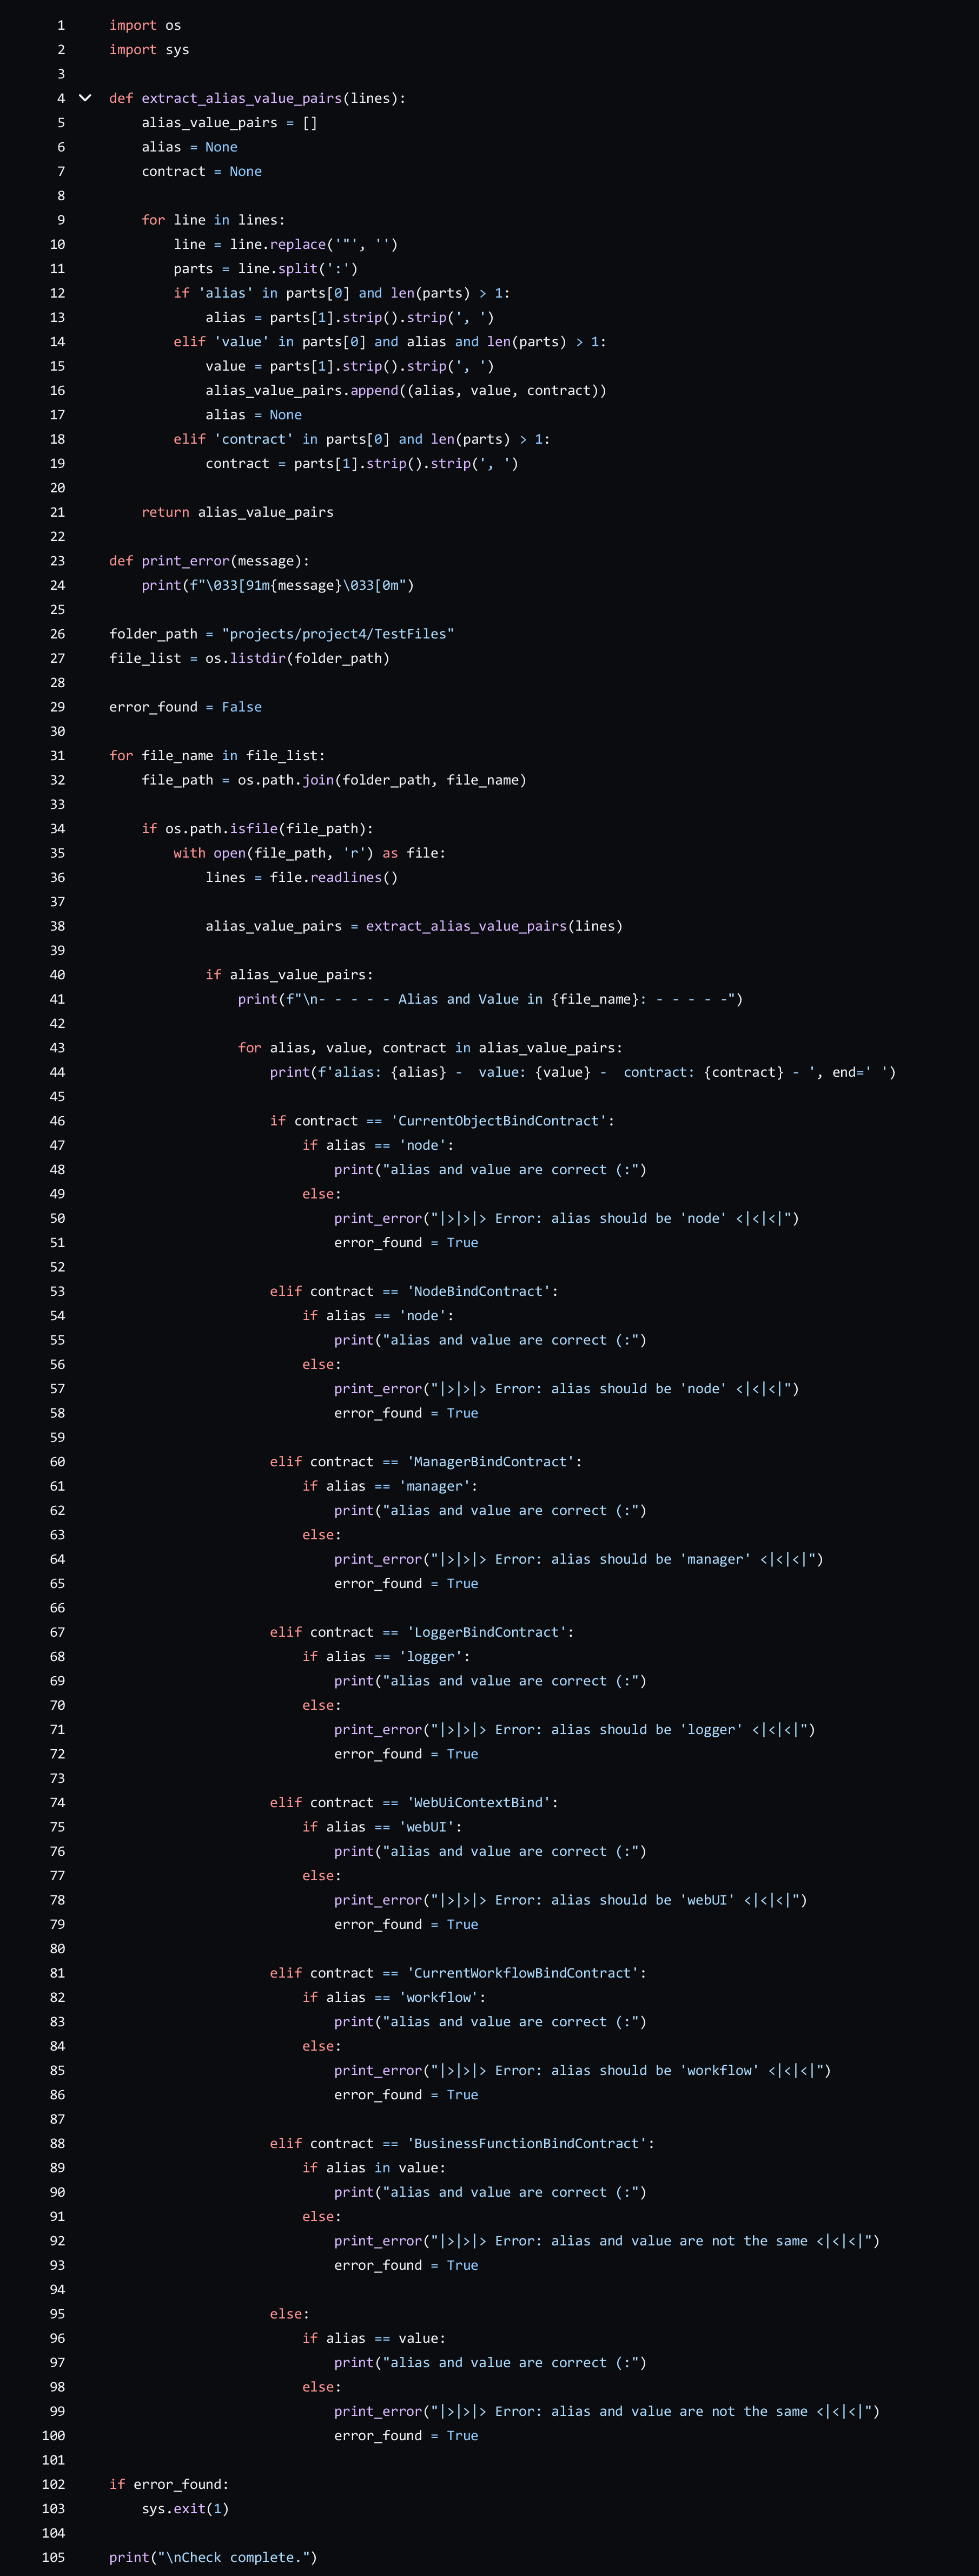 1 import os
2 import sys
3
4 def extract_alias_value_pairs(lines):
5     alias_value_pairs = []
6     alias = None
7     contract = None
8
9     for line in lines:
10         line = line.replace('"', '')
11         parts = line.split(':')
12         if 'alias' in parts[0] and len(parts) > 1:
13             alias = parts[1].strip().strip(', ')
14         elif 'value' in parts[0] and alias and len(parts) > 1:
15             value = parts[1].strip().strip(', ')
16             alias_value_pairs.append((alias, value, contract))
17             alias = None
18         elif 'contract' in parts[0] and len(parts) > 1:
19             contract = parts[1].strip().strip(', ')
20
21     return alias_value_pairs
22
23 def print_error(message):
24     print(f"\033[91m{message}\033[0m")
25
26 folder_path = "projects/project4/TestFiles"
27 file_list = os.listdir(folder_path)
28
29 error_found = False
30
31 for file_name in file_list:
32     file_path = os.path.join(folder_path, file_name)
33
34     if os.path.isfile(file_path):
35         with open(file_path, 'r') as file:
36             lines = file.readlines()
37
38             alias_value_pairs = extract_alias_value_pairs(lines)
39
40             if alias_value_pairs:
41                 print(f"\n- - - - - Alias and Value in {file_name}: - - - - -")
42
43                 for alias, value, contract in alias_value_pairs:
44                     print(f'alias: {alias} -  value: {value} -  contract: {contract} - ', end=' ')
45
46                     if contract == 'CurrentObjectBindContract':
47                         if alias == 'node':
48                             print("alias and value are correct (:")
49                         else:
50                             print_error("|>|>|> Error: alias should be 'node' <|<|<|")
51                             error_found = True
52
53                     elif contract == 'NodeBindContract':
54                         if alias == 'node':
55                             print("alias and value are correct (:")
56                         else:
57                             print_error("|>|>|> Error: alias should be 'node' <|<|<|")
58                             error_found = True
59
60                     elif contract == 'ManagerBindContract':
61                         if alias == 'manager':
62                             print("alias and value are correct (:")
63                         else:
64                             print_error("|>|>|> Error: alias should be 'manager' <|<|<|")
65                             error_found = True
66
67                     elif contract == 'LoggerBindContract':
68                         if alias == 'logger':
69                             print("alias and value are correct (:")
70                         else:
71                             print_error("|>|>|> Error: alias should be 'logger' <|<|<|")
72                             error_found = True
73
74                     elif contract == 'WebUiContextBind':
75                         if alias == 'webUI':
76                             print("alias and value are correct (:")
77                         else:
78                             print_error("|>|>|> Error: alias should be 'webUI' <|<|<|")
79                             error_found = True
80
81                     elif contract == 'CurrentWorkflowBindContract':
82                         if alias == 'workflow':
83                             print("alias and value are correct (:")
84                         else:
85                             print_error("|>|>|> Error: alias should be 'workflow' <|<|<|")
86                             error_found = True
87
88                     elif contract == 'BusinessFunctionBindContract':
89                         if alias in value:
90                             print("alias and value are correct (:")
91                         else:
92                             print_error("|>|>|> Error: alias and value are not the same <|<|<|")
93                             error_found = True
94
95                     else:
96                         if alias == value:
97                             print("alias and value are correct (:")
98                         else:
99                             print_error("|>|>|> Error: alias and value are not the same <|<|<|")
100                             error_found = True
101
102 if error_found:
103     sys.exit(1)
104
105 print("\nCheck complete.")